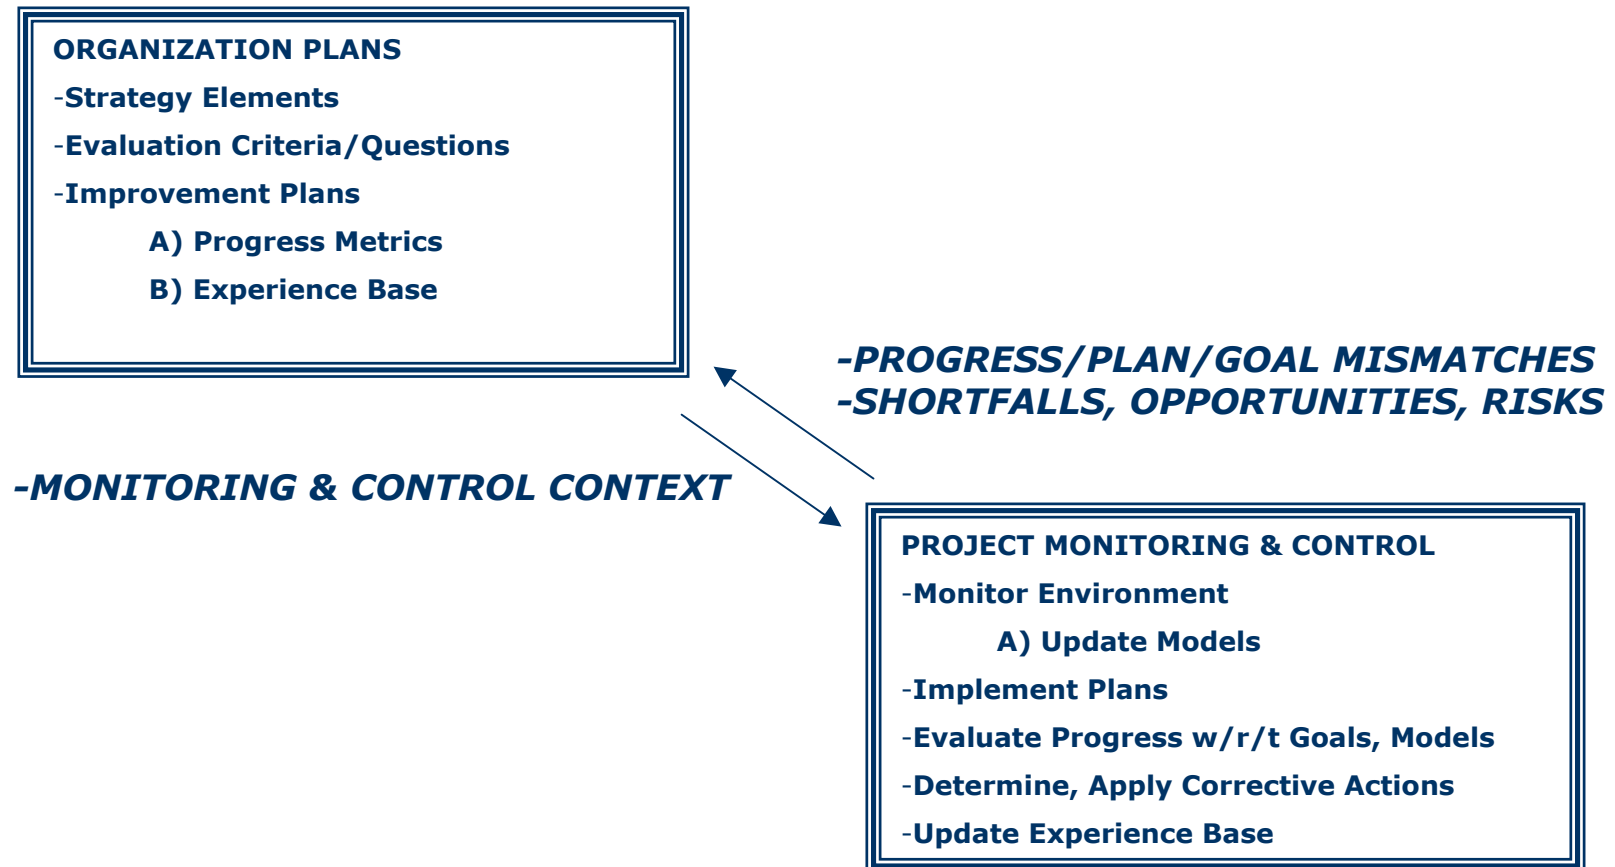 ORGANIZATION PLANS
-Strategy Elements
-Evaluation Criteria/Questions
-Improvement Plans
A) Progress Metrics
B) Experience Base
-PROGRESS/PLAN/GOAL MISMATCHES
-SHORTFALLS, OPPORTUNITIES, RISKS
-MONITORING & CONTROL CONTEXT
PROJECT MONITORING & CONTROL
-Monitor Environment
A) Update Models
-Implement Plans
-Evaluate Progress w/r/t Goals, Models
-Determine, Apply Corrective Actions
-Update Experience Base